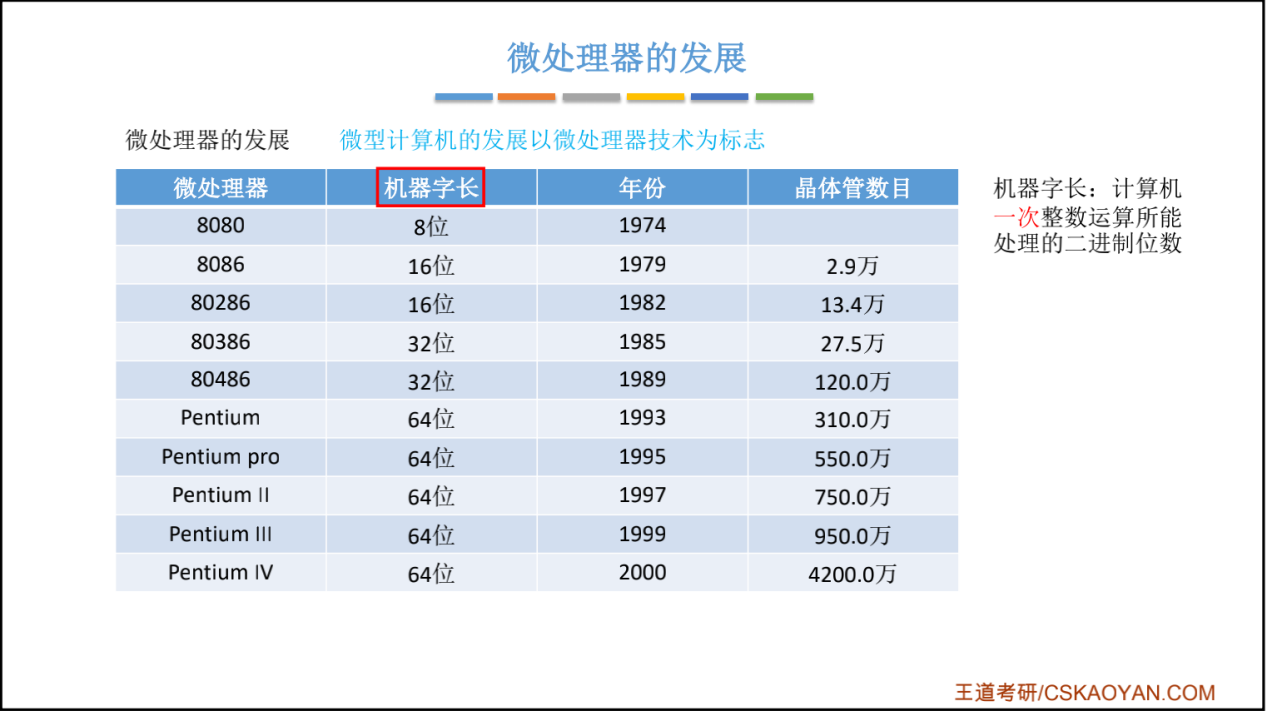 微处理器的发展
微处理器的发展 微型计算机的发展以微处理器技术为标志
微处理器 机器字长 年份 晶体管数目
8080 8位 1974
8086 16位 1979 2.9万
80286 16位 1982 13.4万
80386 32位 1985 27.5万
80486 32位 1989 120.0万
Pentium 64位 1993 310.0万
Pentium pro 64位 1995 550.0万
Pentium II 64位 1997 750.0万
Pentium III 64位 1999 950.0万
Pentium IV 64位 2000 4200.0万
机器字长：计算机
一次整数运算所能
处理的二进制位数
王道考研/CSKAOYAN.COM